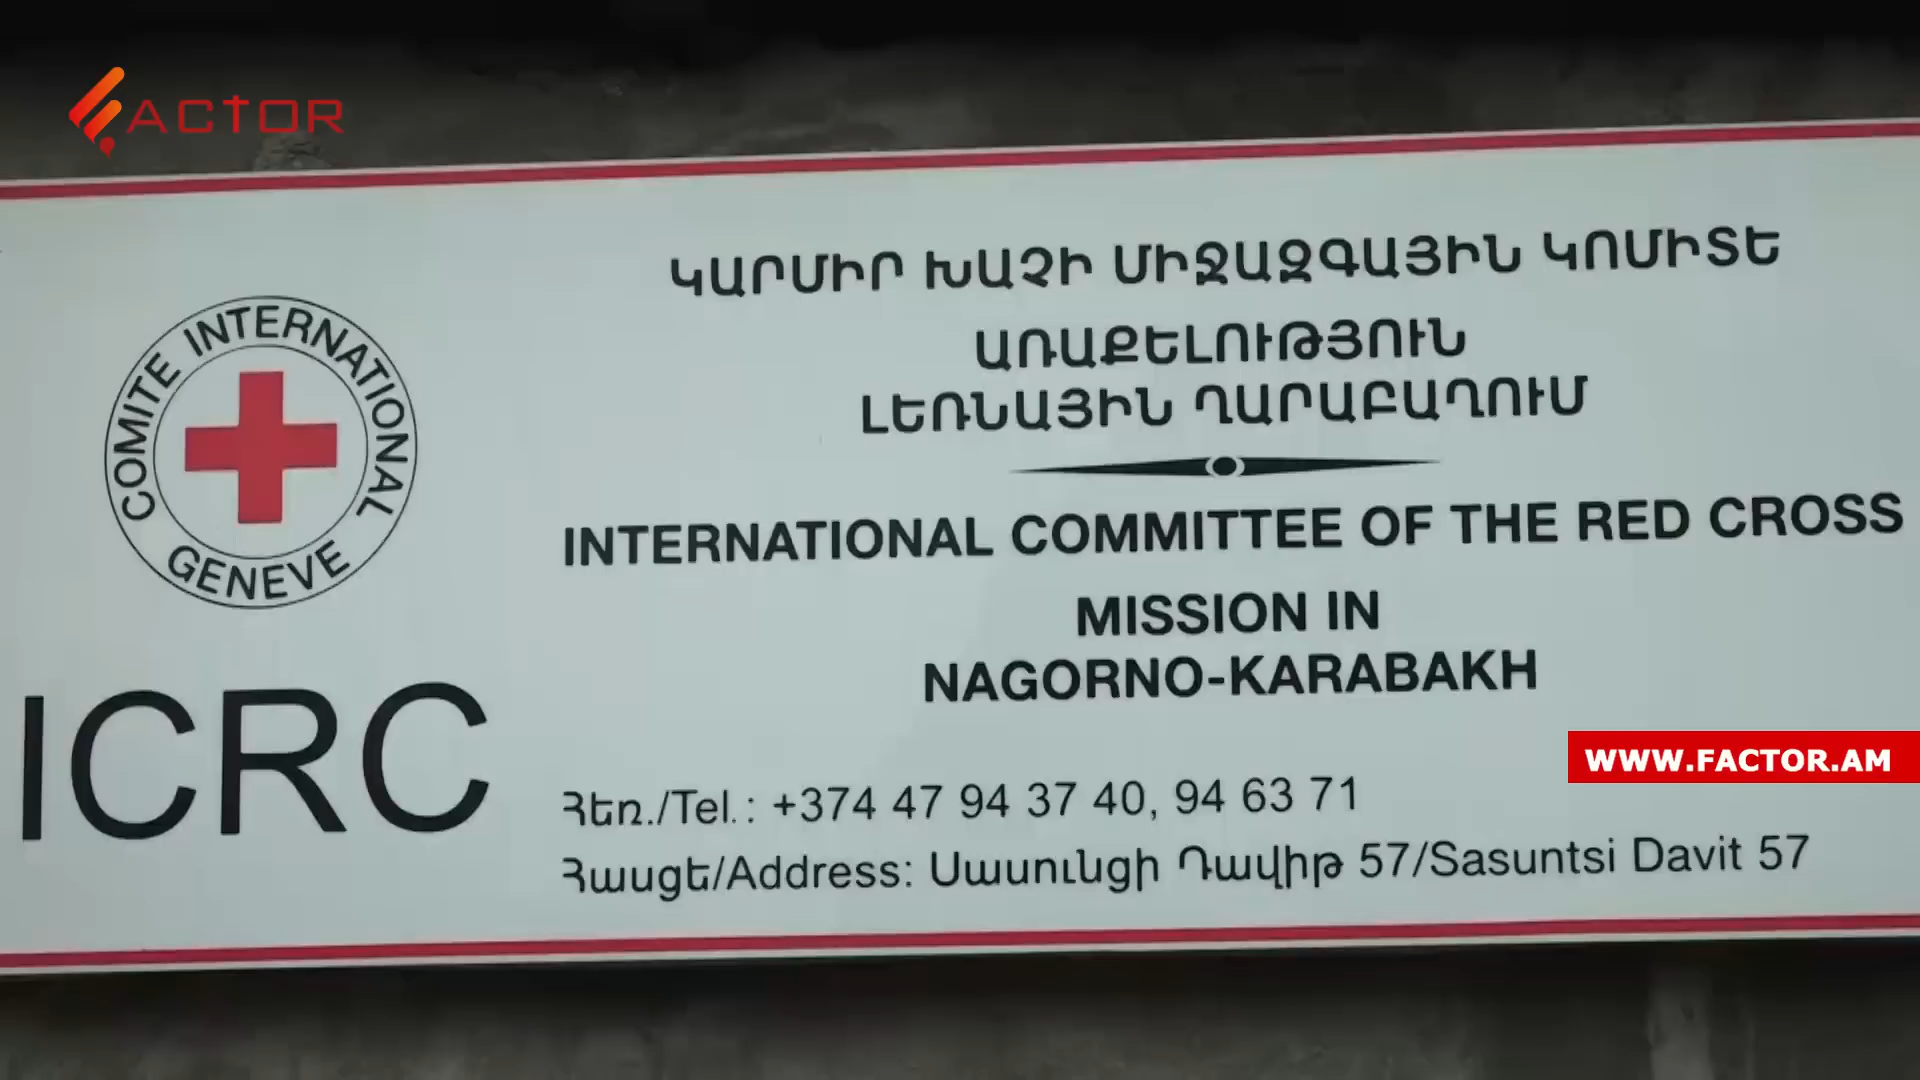 FACTOR
ԿԱՐՄԻՐ ԽԱՉԻ ՄԻՋԱԶԳԱՅԻՆ ԿՈՄԻՏԵ
ԱՌԱՔԵԼՈՒԹՅՈՒՆ
ԼԵՌՆԱՅԻՆ ՂԱՐԱԲԱՂՈՒՄ
COMITE INTERNATIONAL
GENEVE
ICRC
INTERNATIONAL COMMITTEE OF THE RED CROSS
MISSION IN
NAGORNO-KARABAKH
WWW.FACTOR.AM
Հեռ./Tel.: +374 47 94 37 40, 94 63 71
Հասցե/Address: Սասունցի Դավիթ 57/Sasuntsi Davit 57